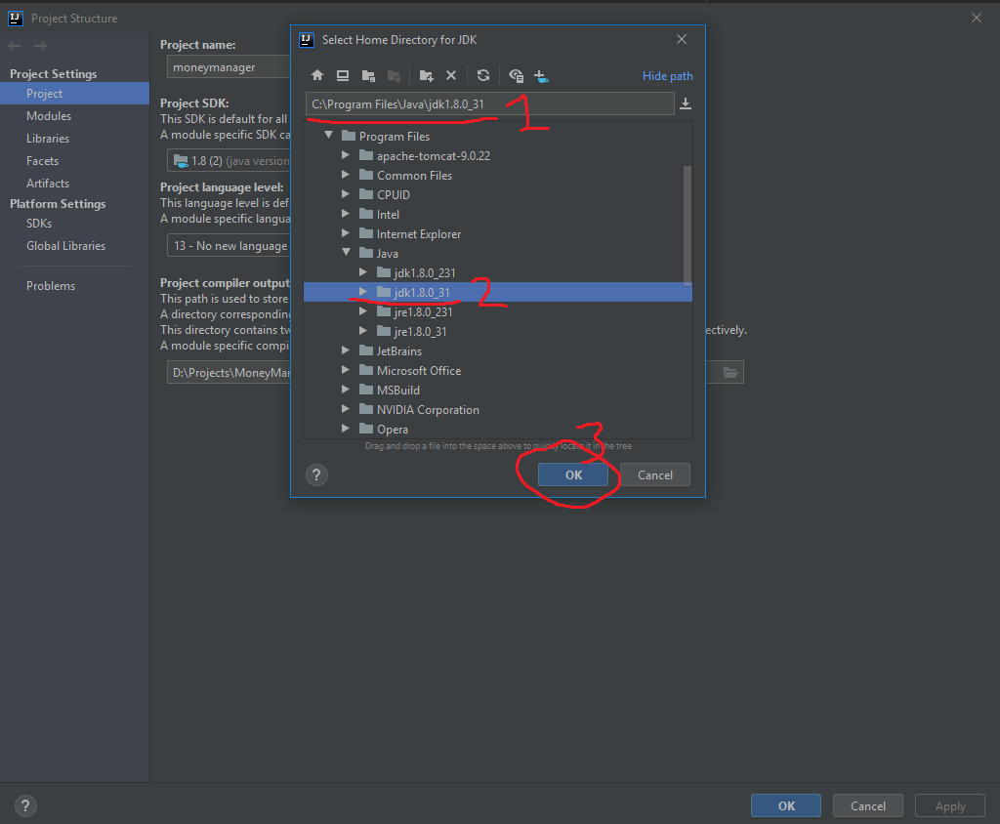 Project Structure
Project Settings
Project
Modules
Libraries
Facets
Artifacts
Platform Settings
SDKs
Global Libraries
Problems
Project name:
moneymanager
Project SDK:
This SDK is default for all
A module specific SDK ca
1.8 (2) (java version
Project language level:
This language level is defa
A module specific langua
13 - No new language
Project compiler output
This path is used to store
A directory corresponding
This directory contains tw
ectively.
A module specific compi
D:\Projects\MoneyMar
IJ Select Home Directory for JDK
Hide path
C:\Program Files\Java\jdk1.8.0_31
1
Program Files
apache-tomcat-9.0.22
Common Files
CPUID
Intel
Internet Explorer
Java
jdk1.8.0_231
jdk1.8.0_31
2
jre1.8.0_231
jre1.8.0_31
JetBrains
Microsoft Office
MSBuild
NVIDIA Corporation
Opera
Drag and drop a file into the space above to quickly locate it in the tree
3
?
OK
Cancel
?
OK
Cancel
Apply